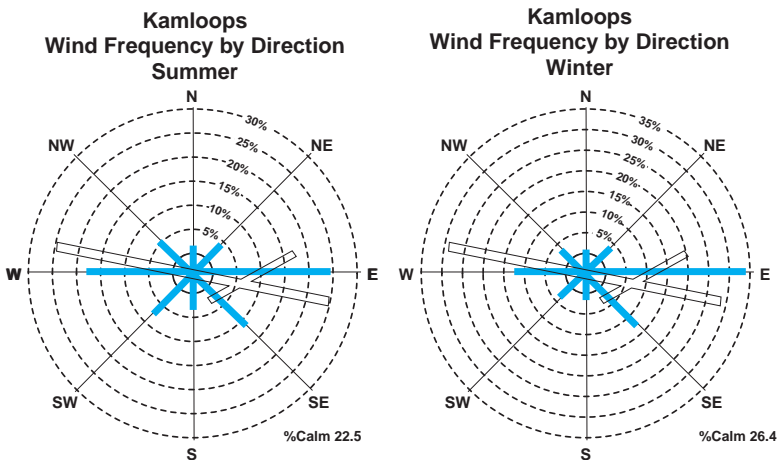 Kamloops
Wind Frequency by Direction
Summer
N
30%
25%
20%
15%
10%
5%
NW
NE
W
E
SW
SE
S
%Calm 22.5
Kamloops
Wind Frequency by Direction
Winter
N
35%
30%
25%
20%
15%
10%
5%
NW
NE
W
E
SW
SE
S
%Calm 26.4